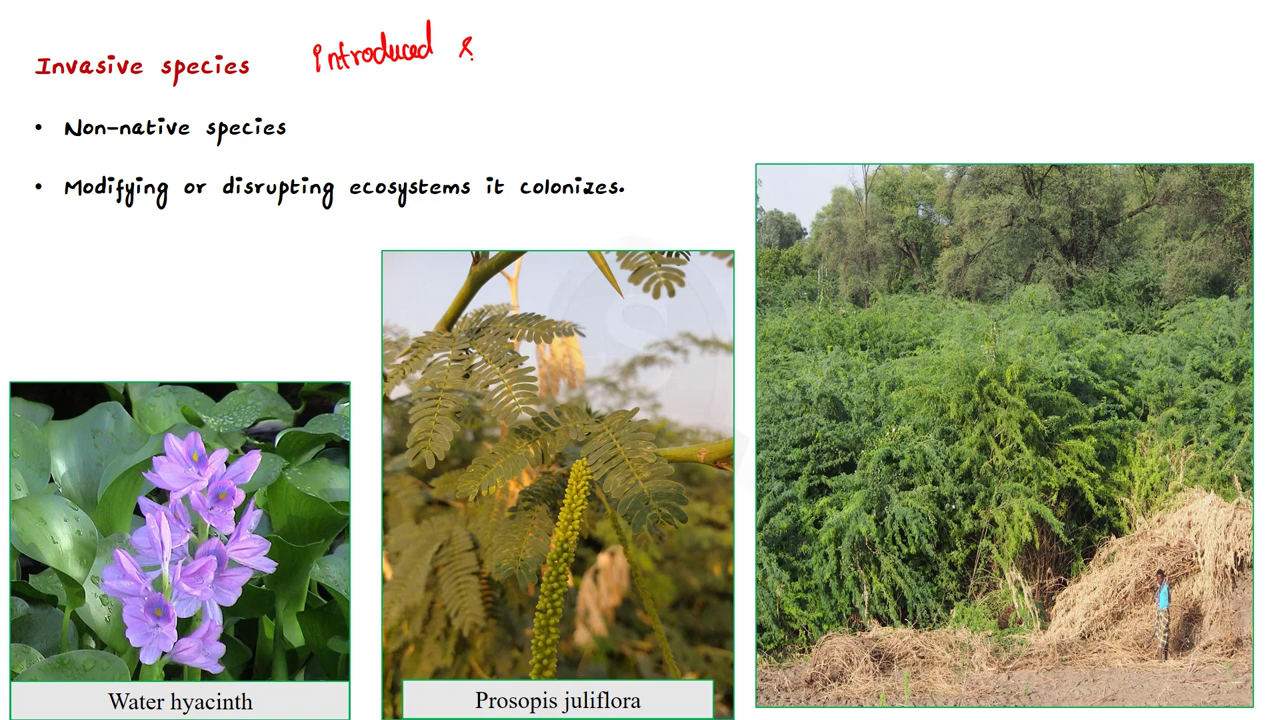 Invasive species
introduced &
• Non-native species
• Modifying or disrupting ecosystems it colonizes.
Water hyacinth
Prosopis juliflora